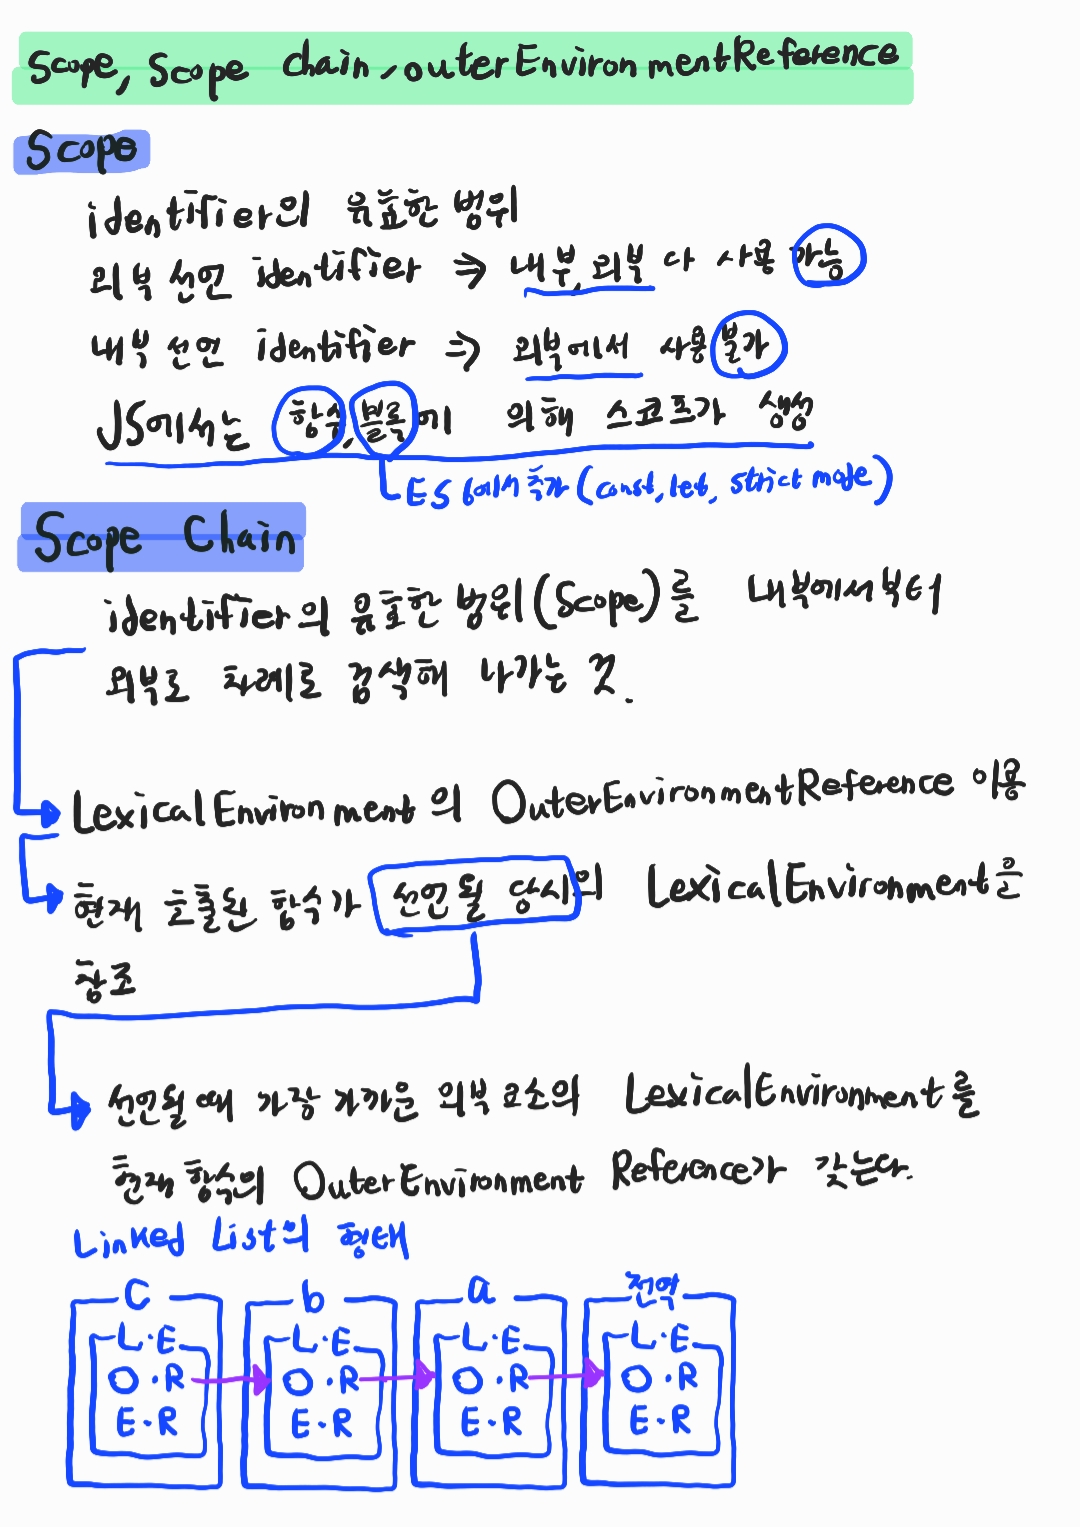 Scope, Scope chain, outerEnvironmentReference
Scope
identifier의 유효한 범위
외부 선언 identifier ⇒ 내부, 외부 다 사용 가능
내부 선언 identifier ⇒ 외부에서 사용 불가
JS에서는 함수, 블록에 의해 스코프가 생성
ES6에서 추가 (const, let, strict mode)
Scope Chain
identifier의 유효한 범위(Scope)를 내부에서부터
외부로 차례로 검색해 나가는 것.
LexicalEnvironment의 OuterEnvironmentReference 이용
현재 호출된 함수가 선언될 당시의 LexicalEnvironment를
참조
선언될 때 가장 가까운 외부 요소의 LexicalEnvironment를
현재 함수의 OuterEnvironment Reference가 갖는다.
Linked List의 형태
C b a 전역
L·E L·E L·E L·E
O·R O·R O·R O·R
E·R E·R E·R E·R